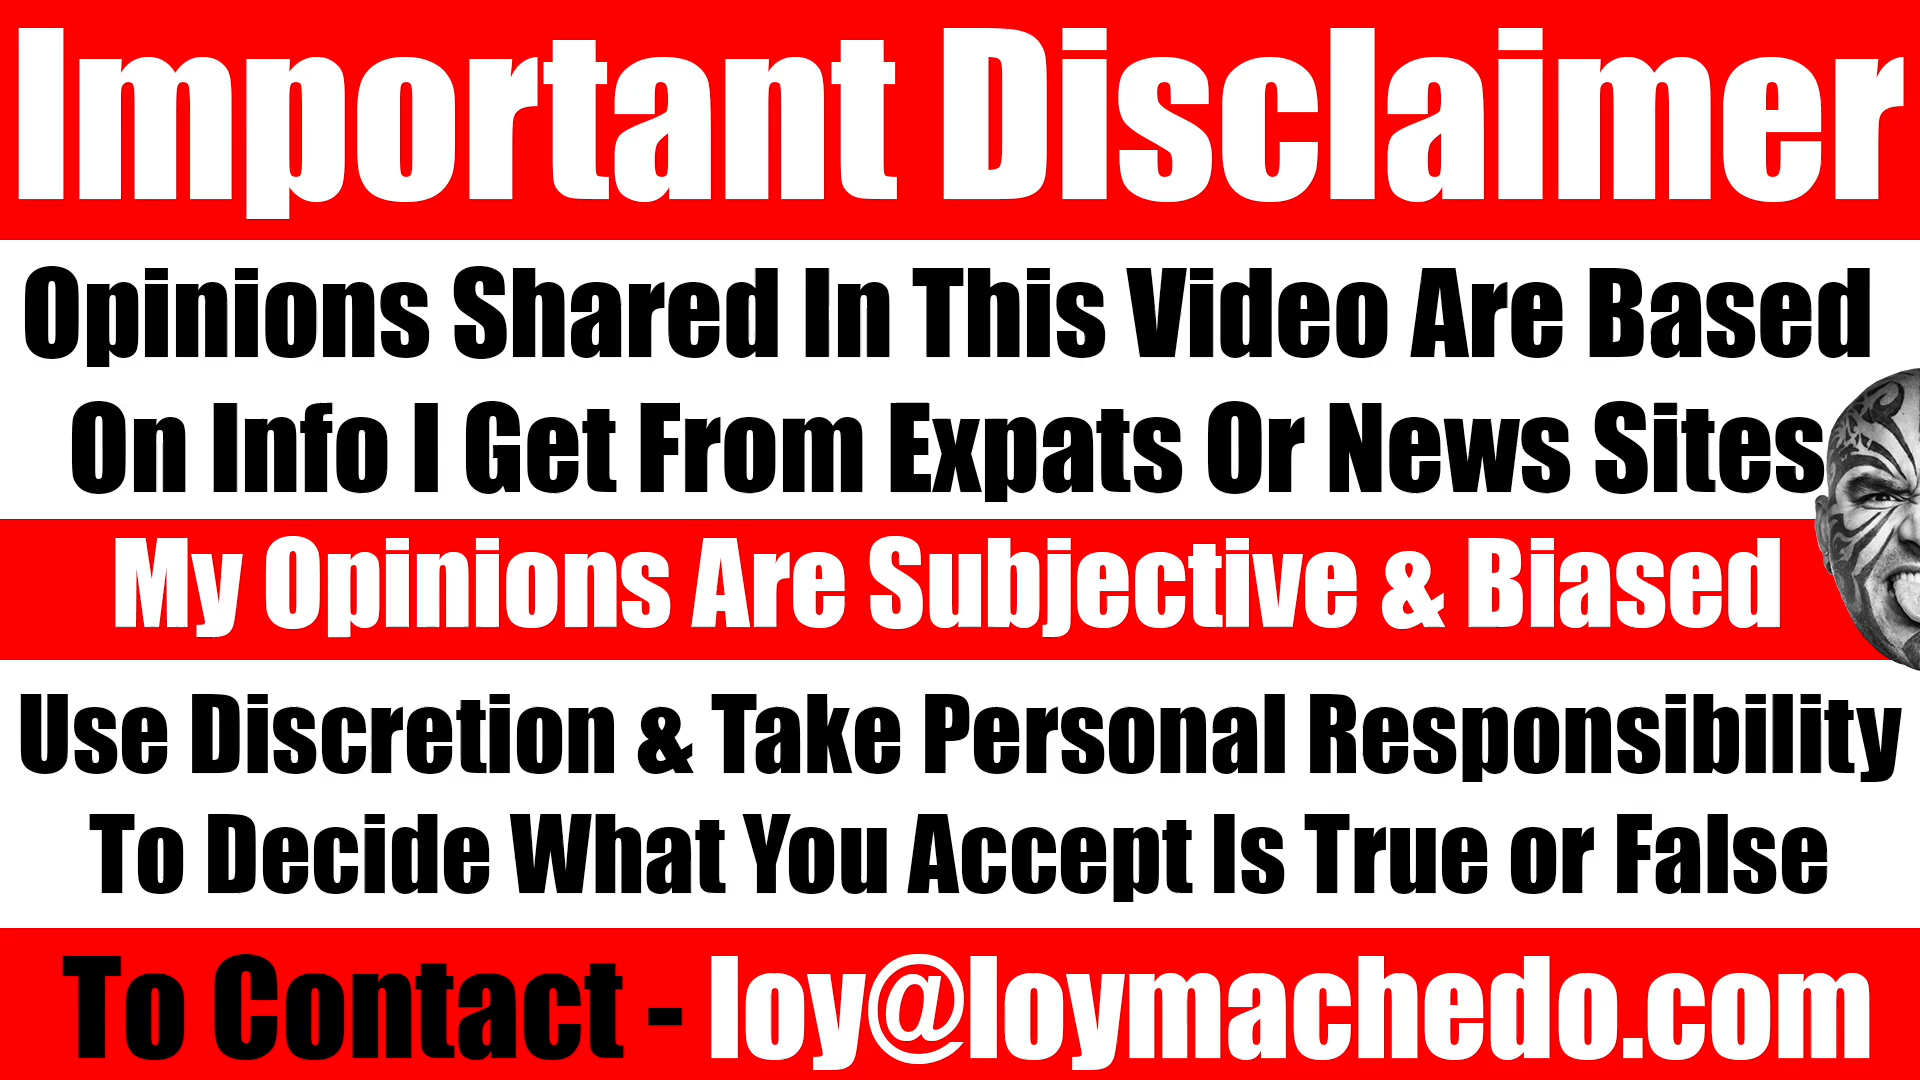 Important Disclaimer
Opinions Shared In This Video Are Based
On Info I Get From Expats Or News Sites
My Opinions Are Subjective & Biased
Use Discretion & Take Personal Responsibility
To Decide What You Accept Is True or False
To Contact - loy@loymachedo.com